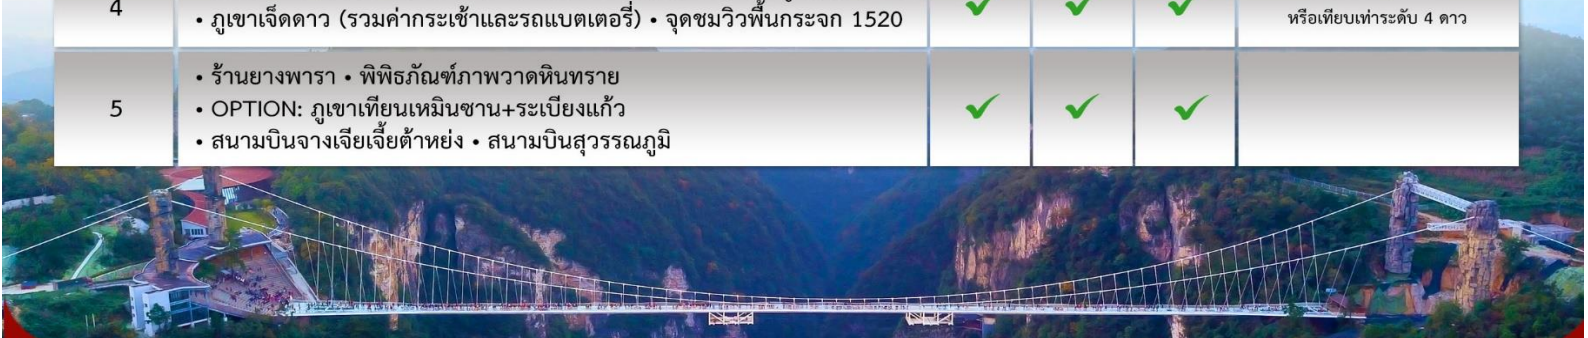 4
• ภูเขาเจ็ดดาว (รวมค่ากระเช้าและรถแบตเตอรี่) • จุดชมวิวพื้นกระจก 1520
หรือเทียบเท่าระดับ 4 ดาว
• ร้านยางพารา • พิพิธภัณฑ์ภาพวาดหินทราย
5
• OPTION: ภูเขาเทียนเหมินซาน+ระเบียงแก้ว
• สนามบินจางเจียเจี้ยต้าหย่ง • สนามบินสุวรรณภูมิ